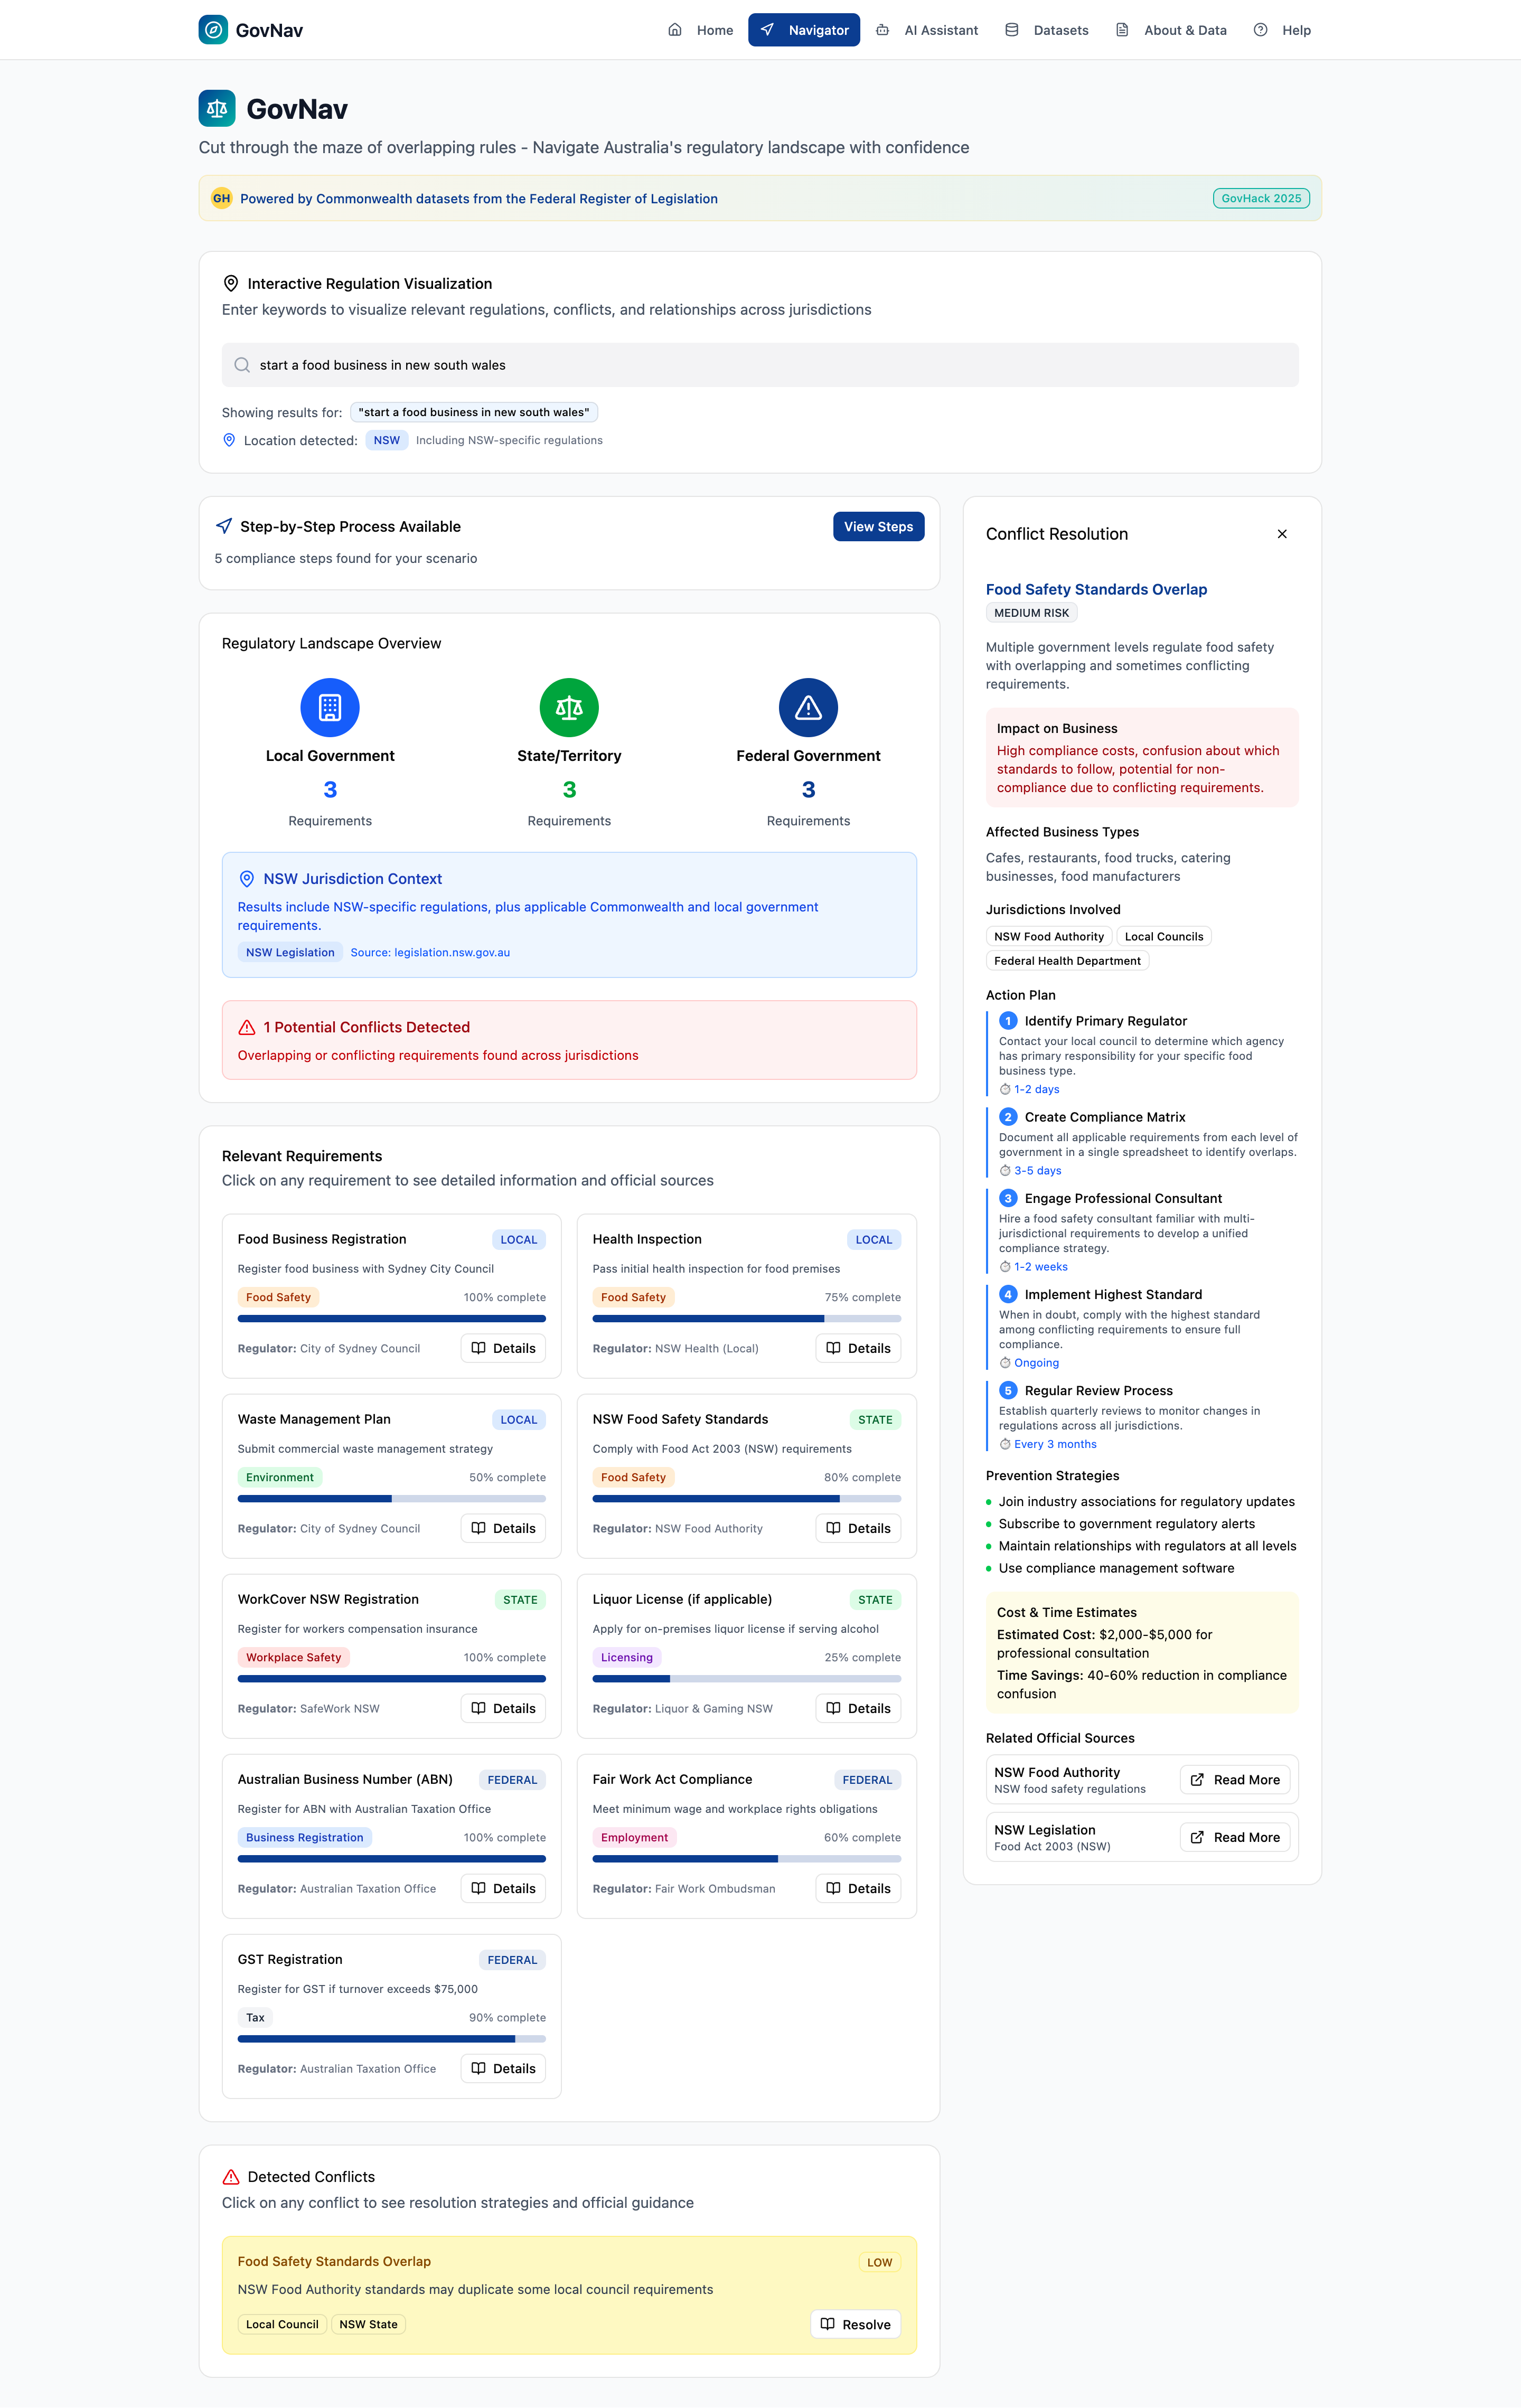 GovNav
Home
Navigator
AI Assistant
Datasets
About & Data
Help
GovNav
Cut through the maze of overlapping rules - Navigate Australia's regulatory landscape with confidence
GH
Powered by Commonwealth datasets from the Federal Register of Legislation
GovHack 2025
Interactive Regulation Visualization
Enter keywords to visualize relevant regulations, conflicts, and relationships across jurisdictions
start a food business in new south wales
Showing results for: "start a food business in new south wales"
Location detected: NSW Including NSW-specific regulations
Step-by-Step Process Available
View Steps
5 compliance steps found for your scenario
Regulatory Landscape Overview
Local Government
3
Requirements
State/Territory
3
Requirements
Federal Government
3
Requirements
NSW Jurisdiction Context
Results include NSW-specific regulations, plus applicable Commonwealth and local government
requirements.
NSW Legislation Source: legislation.nsw.gov.au
1 Potential Conflicts Detected
Overlapping or conflicting requirements found across jurisdictions
Relevant Requirements
Click on any requirement to see detailed information and official sources
Food Business Registration
LOCAL
Register food business with Sydney City Council
Food Safety
100% complete
Regulator: City of Sydney Council
Details
Health Inspection
LOCAL
Pass initial health inspection for food premises
Food Safety
75% complete
Regulator: NSW Health (Local)
Details
Waste Management Plan
LOCAL
Submit commercial waste management strategy
Environment
50% complete
Regulator: City of Sydney Council
Details
NSW Food Safety Standards
STATE
Comply with Food Act 2003 (NSW) requirements
Food Safety
80% complete
Regulator: NSW Food Authority
Details
WorkCover NSW Registration
STATE
Register for workers compensation insurance
Workplace Safety
100% complete
Regulator: SafeWork NSW
Details
Liquor License (if applicable)
STATE
Apply for on-premises liquor license if serving alcohol
Licensing
25% complete
Regulator: Liquor & Gaming NSW
Details
Australian Business Number (ABN)
FEDERAL
Register for ABN with Australian Taxation Office
Business Registration
100% complete
Regulator: Australian Taxation Office
Details
Fair Work Act Compliance
FEDERAL
Meet minimum wage and workplace rights obligations
Employment
60% complete
Regulator: Fair Work Ombudsman
Details
GST Registration
FEDERAL
Register for GST if turnover exceeds $75,000
Tax
90% complete
Regulator: Australian Taxation Office
Details
Detected Conflicts
Click on any conflict to see resolution strategies and official guidance
Food Safety Standards Overlap
LOW
NSW Food Authority standards may duplicate some local council requirements
Local Council
NSW State
Resolve
Conflict Resolution
Food Safety Standards Overlap
MEDIUM RISK
Multiple government levels regulate food safety
with overlapping and sometimes conflicting
requirements.
Impact on Business
High compliance costs, confusion about which
standards to follow, potential for non-
compliance due to conflicting requirements.
Affected Business Types
Cafes, restaurants, food trucks, catering
businesses, food manufacturers
Jurisdictions Involved
NSW Food Authority
Local Councils
Federal Health Department
Action Plan
1 Identify Primary Regulator
Contact your local council to determine which agency
has primary responsibility for your specific food
business type.
1-2 days
2 Create Compliance Matrix
Document all applicable requirements from each level of
government in a single spreadsheet to identify overlaps.
3-5 days
3 Engage Professional Consultant
Hire a food safety consultant familiar with multi-
jurisdictional requirements to develop a unified
compliance strategy.
1-2 weeks
4 Implement Highest Standard
When in doubt, comply with the highest standard
among conflicting requirements to ensure full
compliance.
Ongoing
5 Regular Review Process
Establish quarterly reviews to monitor changes in
regulations across all jurisdictions.
Every 3 months
Prevention Strategies
Join industry associations for regulatory updates
Subscribe to government regulatory alerts
Maintain relationships with regulators at all levels
Use compliance management software
Cost & Time Estimates
Estimated Cost: $2,000-$5,000 for
professional consultation
Time Savings: 40-60% reduction in compliance
confusion
Related Official Sources
NSW Food Authority
NSW food safety regulations
Read More
NSW Legislation
Food Act 2003 (NSW)
Read More